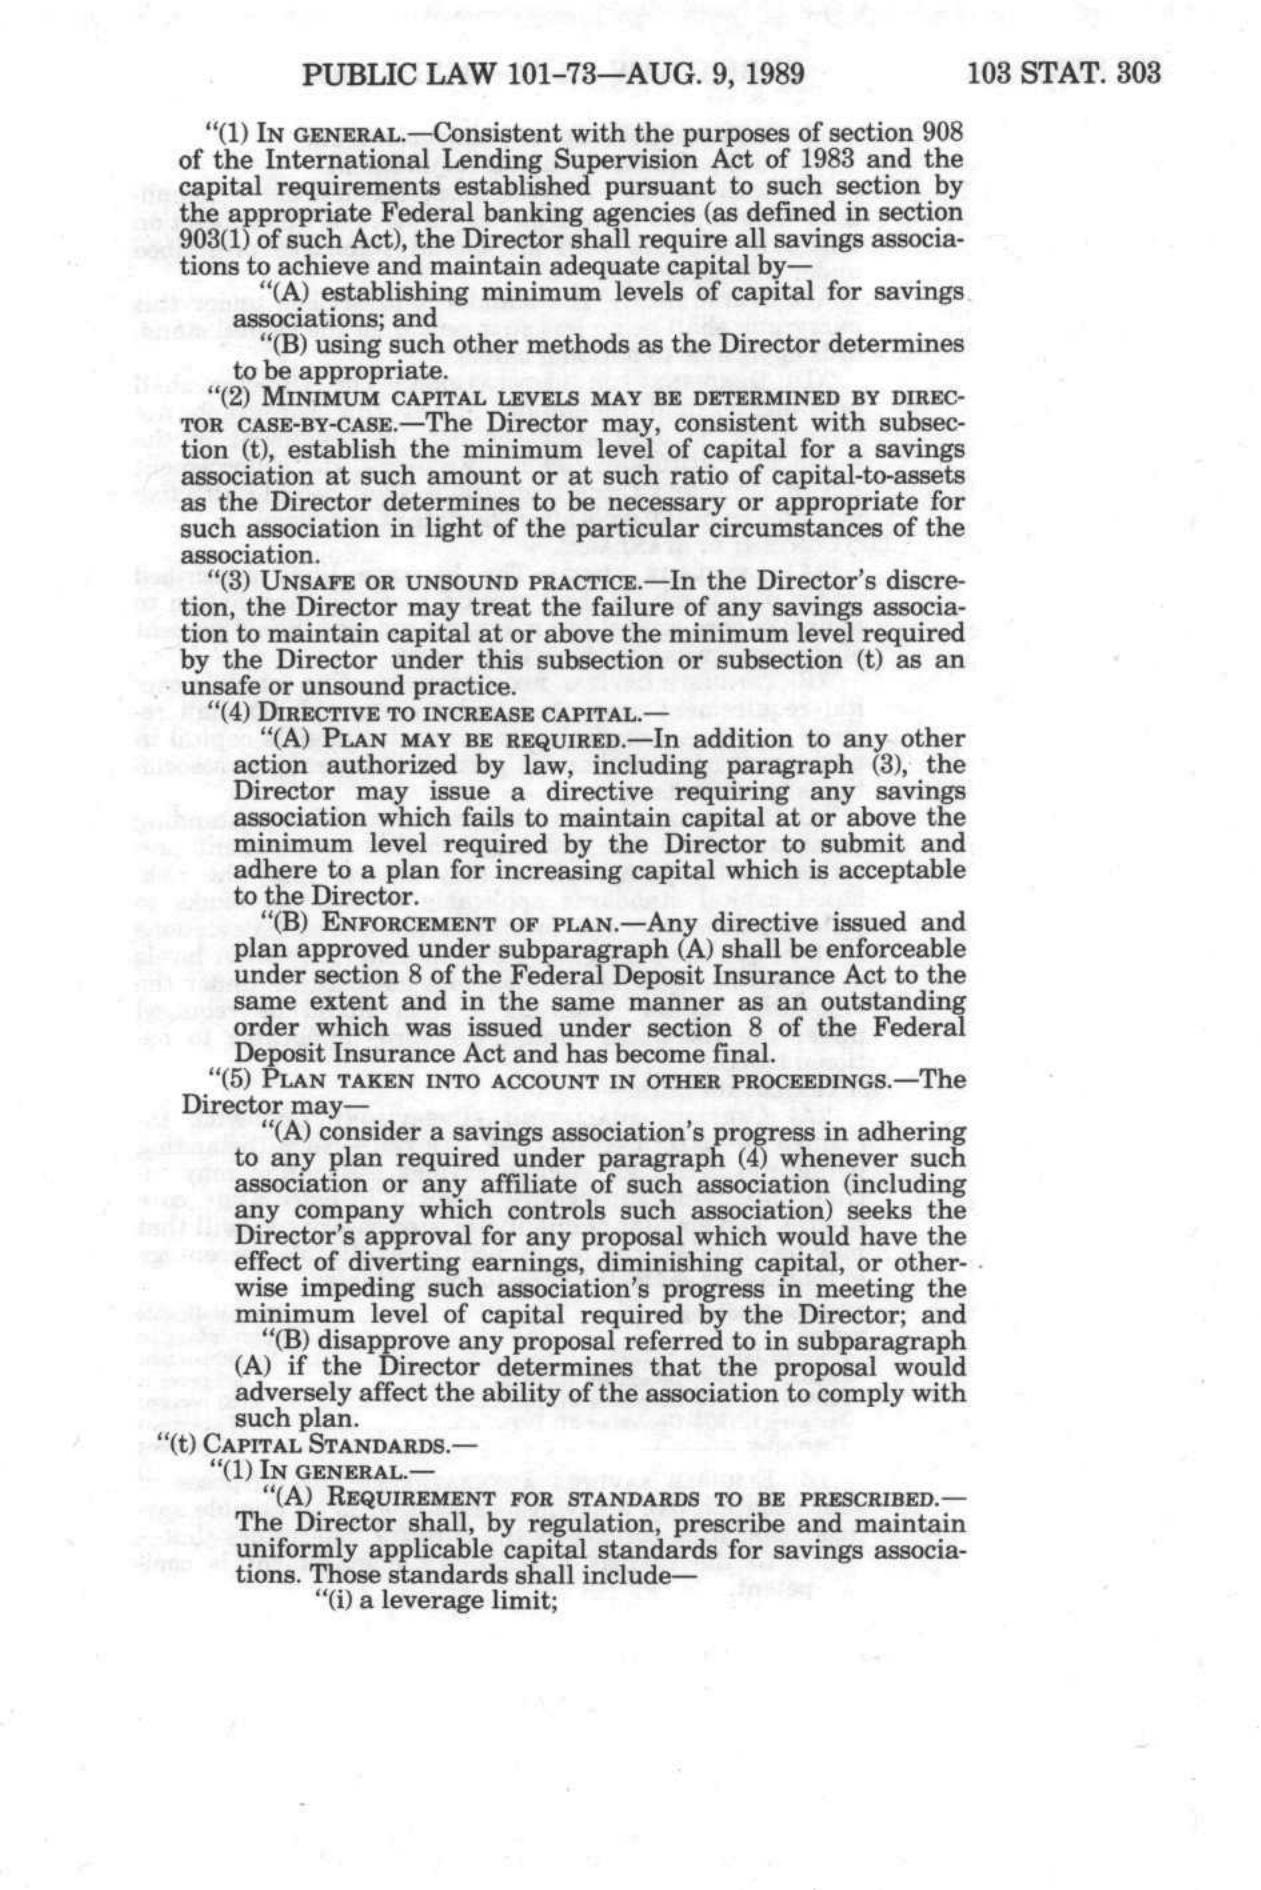 PUBLIC LAW 101–73—AUG. 9, 1989 103 STAT. 303
“(1) IN GENERAL.—Consistent with the purposes of section 908
of the International Lending Supervision Act of 1983 and the
capital requirements established pursuant to such section by
the appropriate Federal banking agencies (as defined in section
903(1) of such Act), the Director shall require all savings associa-
tions to achieve and maintain adequate capital by—
“(A) establishing minimum levels of capital for savings
associations; and
“(B) using such other methods as the Director determines
to be appropriate.
“(2) MINIMUM CAPITAL LEVELS MAY BE DETERMINED BY DIREC-
TOR CASE-BY-CASE.—The Director may, consistent with subsec-
tion (t), establish the minimum level of capital for a savings
association at such amount or at such ratio of capital-to-assets
as the Director determines to be necessary or appropriate for
such association in light of the particular circumstances of the
association.
“(3) UNSAFE OR UNSOUND PRACTICE.—In the Director's discre-
tion, the Director may treat the failure of any savings associa-
tion to maintain capital at or above the minimum level required
by the Director under this subsection or subsection (t) as an
unsafe or unsound practice.
“(4) DIRECTIVE TO INCREASE CAPITAL.—
“(A) PLAN MAY BE REQUIRED.—In addition to any other
action authorized by law, including paragraph (3), the
Director may issue a directive requiring any savings
association which fails to maintain capital at or above the
minimum level required by the Director to submit and
adhere to a plan for increasing capital which is acceptable
to the Director.
“(B) ENFORCEMENT OF PLAN.—Any directive issued and
plan approved under subparagraph (A) shall be enforceable
under section 8 of the Federal Deposit Insurance Act to the
same extent and in the same manner as an outstanding
order which was issued under section 8 of the Federal
Deposit Insurance Act and has become final.
“(5) PLAN TAKEN INTO ACCOUNT IN OTHER PROCEEDINGS.—The
Director may—
“(A) consider a savings association's progress in adhering
to any plan required under paragraph (4) whenever such
association or any affiliate of such association (including
any company which controls such association) seeks the
Director's approval for any proposal which would have the
effect of diverting earnings, diminishing capital, or other-
wise impeding such association's progress in meeting the
minimum level of capital required by the Director; and
“(B) disapprove any proposal referred to in subparagraph
(A) if the Director determines that the proposal would
adversely affect the ability of the association to comply with
such plan.
“(t) CAPITAL STANDARDS.—
“(1) IN GENERAL.—
“(A) REQUIREMENT FOR STANDARDS TO BE PRESCRIBED.—
The Director shall, by regulation, prescribe and maintain
uniformly applicable capital standards for savings associa-
tions. Those standards shall include—
“(i) a leverage limit;